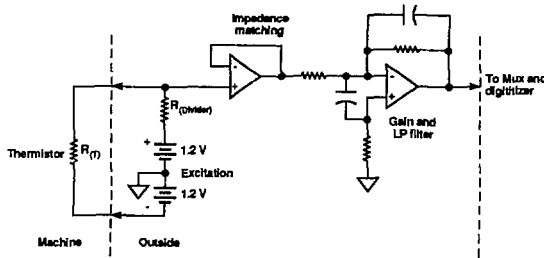 Impedance
matching
-
+
-
+
To Mux and
digitizer
R(Divider)
Gain and
LP filter
Thermistor
R(T)
+
1.2 V
Excitation
-
1.2 V
Machine
Outside